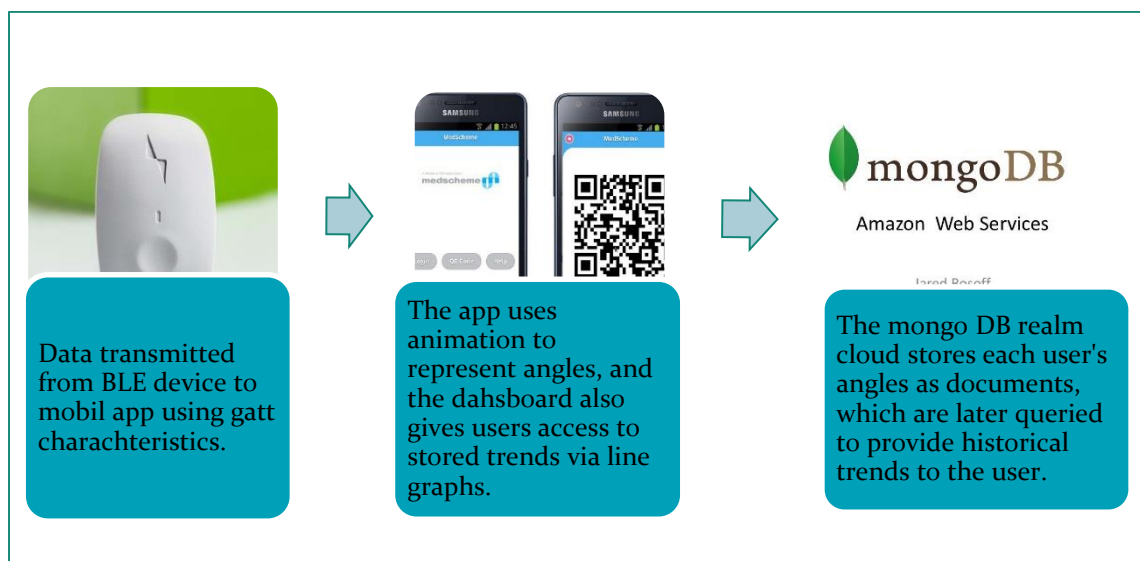 SAMSUNG
12:45
MedScheme
medscheme
QR Code
Help
SAMSUNG
MedScheme
mongoDB
Amazon Web Services
Jared Rosoff
Data transmitted
from BLE device to
mobil app using gatt
charachteristics.
The app uses
animation to
represent angles, and
the dahsboard also
gives users access to
stored trends via line
graphs.
The mongo DB realm
cloud stores each user's
angles as documents,
which are later queried
to provide historical
trends to the user.